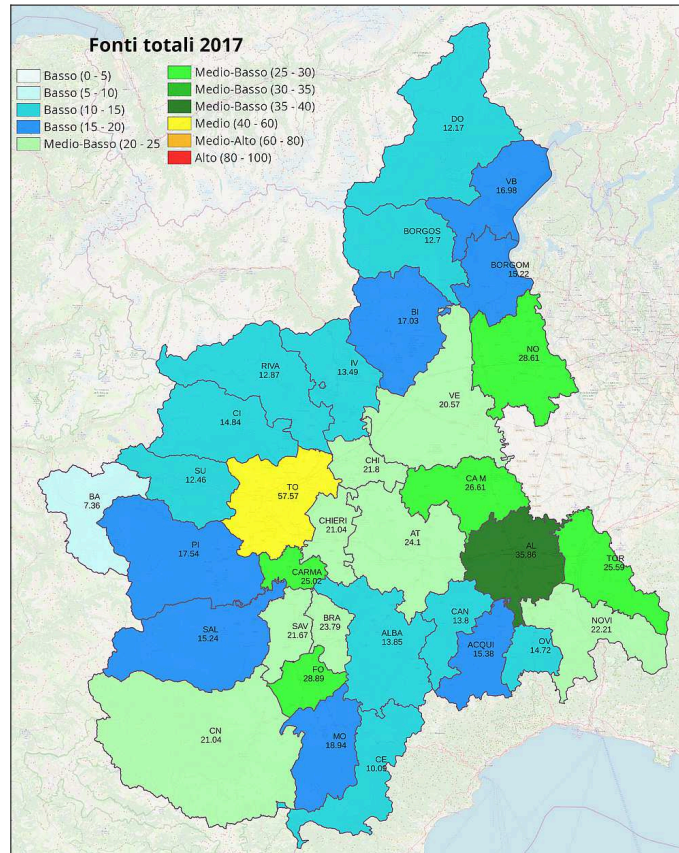 Fonti totali 2017
Basso (0 - 5)
Basso (5 - 10)
Basso (10 - 15)
Basso (15 - 20)
Medio-Basso (20 - 25
Medio-Basso (25 - 30)
Medio-Basso (30 - 35)
Medio-Basso (35 - 40)
Medio (40 - 60)
Medio-Alto (60 - 80)
Alto (80 - 100)
DO
12.17
VB
16.98
BORGOS
12.7
BORGOM
15.22
BI
17.03
NO
28.61
RIVA
12.87
IV
13.49
VE
20.57
CI
14.84
CHI
21.8
SU
12.46
TO
57.57
CA M
26.61
BA
7.36
CHIERI
21.04
AT
24.1
PI
17.54
AL
35.86
TOR
25.59
CARMA
25.02
SAL
15.24
SAV
21.67
BRA
23.79
ALBA
13.85
CAN
13.8
ACQUI
15.38
OV
14.72
NOVI
22.21
FO
28.89
CN
21.04
MO
18.94
CE
10.09